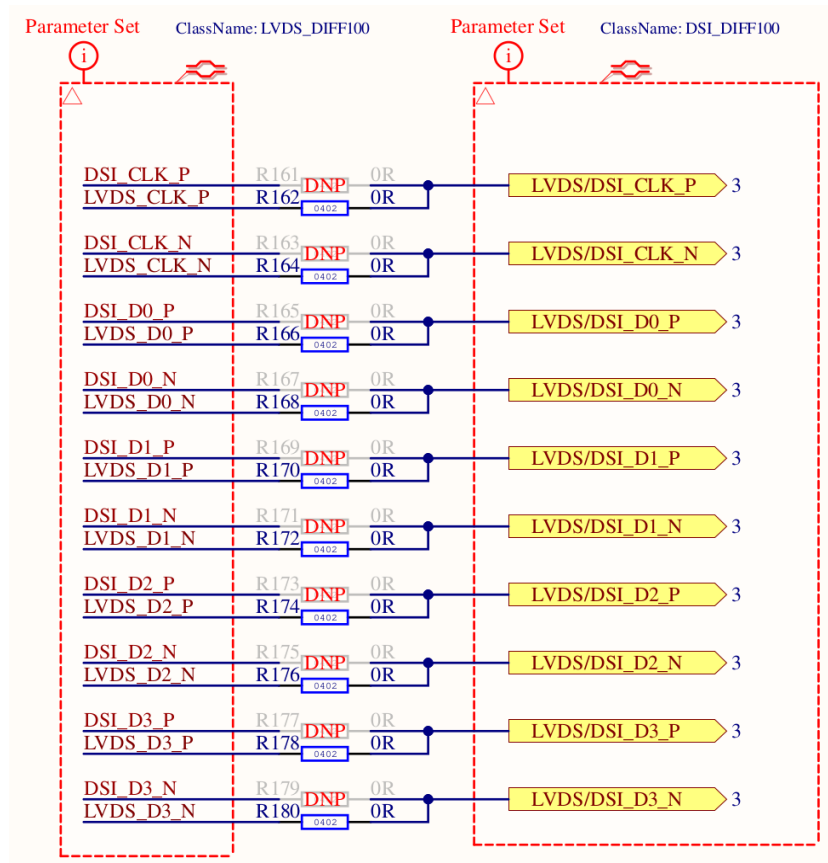 Parameter Set ClassName: LVDS_DIFF100 Parameter Set ClassName: DSI_DIFF100
i i
DSI_CLK_P R161 DNP 0R LVDS/DSI_CLK_P 3
LVDS_CLK_P R162 0402 0R
DSI_CLK_N R163 DNP 0R LVDS/DSI_CLK_N 3
LVDS_CLK_N R164 0402 0R
DSI_D0_P R165 DNP 0R LVDS/DSI_D0_P 3
LVDS_D0_P R166 0402 0R
DSI_D0_N R167 DNP 0R LVDS/DSI_D0_N 3
LVDS_D0_N R168 0402 0R
DSI_D1_P R169 DNP 0R LVDS/DSI_D1_P 3
LVDS_D1_P R170 0402 0R
DSI_D1_N R171 DNP 0R LVDS/DSI_D1_N 3
LVDS_D1_N R172 0402 0R
DSI_D2_P R173 DNP 0R LVDS/DSI_D2_P 3
LVDS_D2_P R174 0402 0R
DSI_D2_N R175 DNP 0R LVDS/DSI_D2_N 3
LVDS_D2_N R176 0402 0R
DSI_D3_P R177 DNP 0R LVDS/DSI_D3_P 3
LVDS_D3_P R178 0402 0R
DSI_D3_N R179 DNP 0R LVDS/DSI_D3_N 3
LVDS_D3_N R180 0402 0R